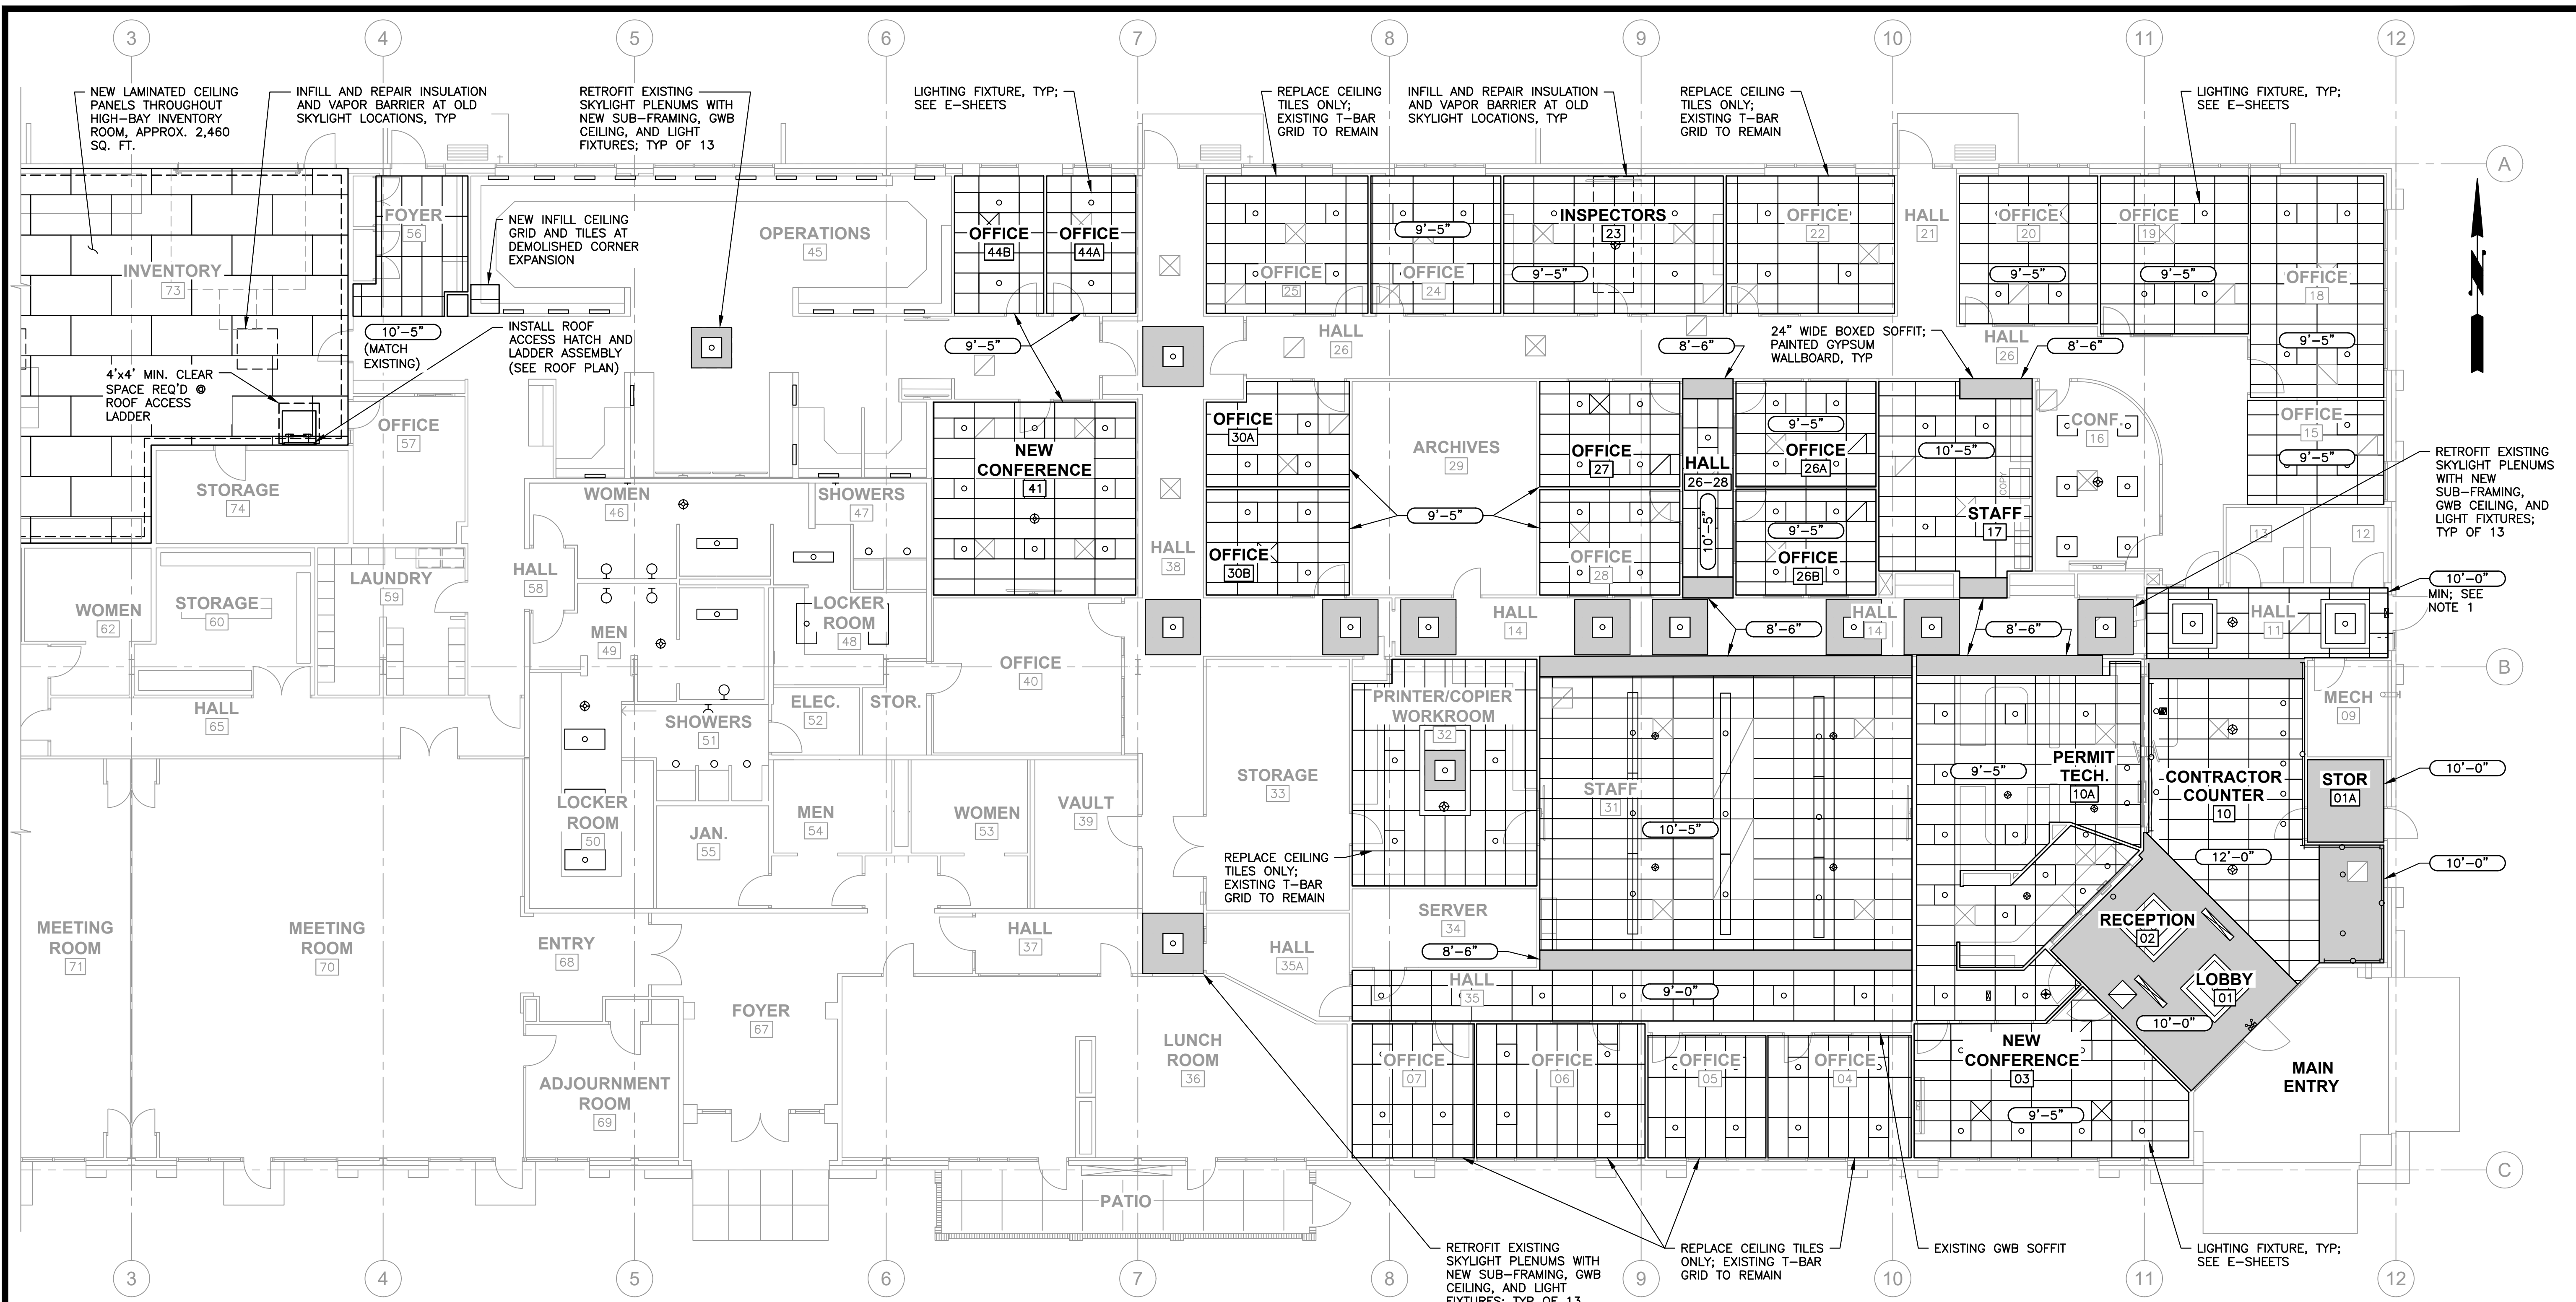 3
4
5
6
7
8
9
10
11
12
NEW LAMINATED CEILING
PANELS THROUGHOUT
HIGH-BAY INVENTORY
ROOM, APPROX. 2,460
SQ. FT.
INFILL AND REPAIR INSULATION
AND VAPOR BARRIER AT OLD
SKYLIGHT LOCATIONS, TYP
RETROFIT EXISTING
SKYLIGHT PLENUMS WITH
NEW SUB-FRAMING, GWB
CEILING, AND LIGHT
FIXTURES; TYP OF 13
LIGHTING FIXTURE, TYP;
SEE E-SHEETS
REPLACE CEILING
TILES ONLY;
EXISTING T-BAR
GRID TO REMAIN
INFILL AND REPAIR INSULATION
AND VAPOR BARRIER AT OLD
SKYLIGHT LOCATIONS, TYP
REPLACE CEILING
TILES ONLY;
EXISTING T-BAR
GRID TO REMAIN
LIGHTING FIXTURE, TYP;
SEE E-SHEETS
A
N
INVENTORY
73
FOYER
56
10'-5"
(MATCH
EXISTING)
NEW INFILL CEILING
GRID AND TILES AT
DEMOLISHED CORNER
EXPANSION
OPERATIONS
45
OFFICE
44B
OFFICE
44A
9'-5"
OFFICE
25
9'-5"
OFFICE
24
INSPECTORS
23
9'-5"
OFFICE
22
HALL
21
OFFICE
20
9'-5"
OFFICE
19
9'-5"
OFFICE
18
9'-5"
INSTALL ROOF
ACCESS HATCH AND
LADDER ASSEMBLY
(SEE ROOF PLAN)
4'x4' MIN. CLEAR
SPACE REQ'D @
ROOF ACCESS
LADDER
HALL
26
8'-6"
24" WIDE BOXED SOFFIT;
PAINTED GYPSUM
WALLBOARD, TYP
HALL
26
8'-6"
OFFICE
57
STORAGE
74
WOMEN
46
SHOWERS
47
NEW
CONFERENCE
41
OFFICE
30A
OFFICE
30B
9'-5"
ARCHIVES
29
OFFICE
27
OFFICE
28
HALL
26-28
10'-5"
9'-5"
OFFICE
26A
9'-5"
OFFICE
26B
10'-5"
COPY
STAFF
17
CONF.
16
OFFICE
15
9'-5"
RETROFIT EXISTING
SKYLIGHT PLENUMS
WITH NEW
SUB-FRAMING,
GWB CEILING, AND
LIGHT FIXTURES;
TYP OF 13
13
12
HALL
38
HALL
58
LAUNDRY
59
STORAGE
60
WOMEN
62
MEN
49
LOCKER
ROOM
48
OFFICE
40
HALL
14
8'-6"
HALL
14
8'-6"
HALL
11
10'-0"
MIN; SEE
NOTE 1
B
HALL
65
SHOWERS
51
ELEC.
52
STOR.
PRINTER/COPIER
WORKROOM
32
STORAGE
33
STAFF
31
10'-5"
PERMIT
TECH.
10A
9'-5"
CONTRACTOR
COUNTER
10
12'-0"
MECH
09
STOR
01A
10'-0"
10'-0"
LOCKER
ROOM
50
JAN.
55
MEN
54
WOMEN
53
VAULT
39
REPLACE CEILING
TILES ONLY;
EXISTING T-BAR
GRID TO REMAIN
SERVER
34
8'-6"
RECEPTION
02
LOBBY
01
10'-0"
MEETING
ROOM
71
MEETING
ROOM
70
ENTRY
68
HALL
37
HALL
35A
HALL
35
9'-0"
FOYER
67
LUNCH
ROOM
36
ADJOURNMENT
ROOM
69
OFFICE
07
OFFICE
06
OFFICE
05
OFFICE
04
NEW
CONFERENCE
03
9'-5"
MAIN
ENTRY
C
PATIO
RETROFIT EXISTING
SKYLIGHT PLENUMS WITH
NEW SUB-FRAMING, GWB
CEILING, AND LIGHT
FIXTURES; TYP OF 13
REPLACE CEILING TILES
ONLY; EXISTING T-BAR
GRID TO REMAIN
EXISTING GWB SOFFIT
LIGHTING FIXTURE, TYP;
SEE E-SHEETS
3
4
5
6
7
8
9
10
11
12